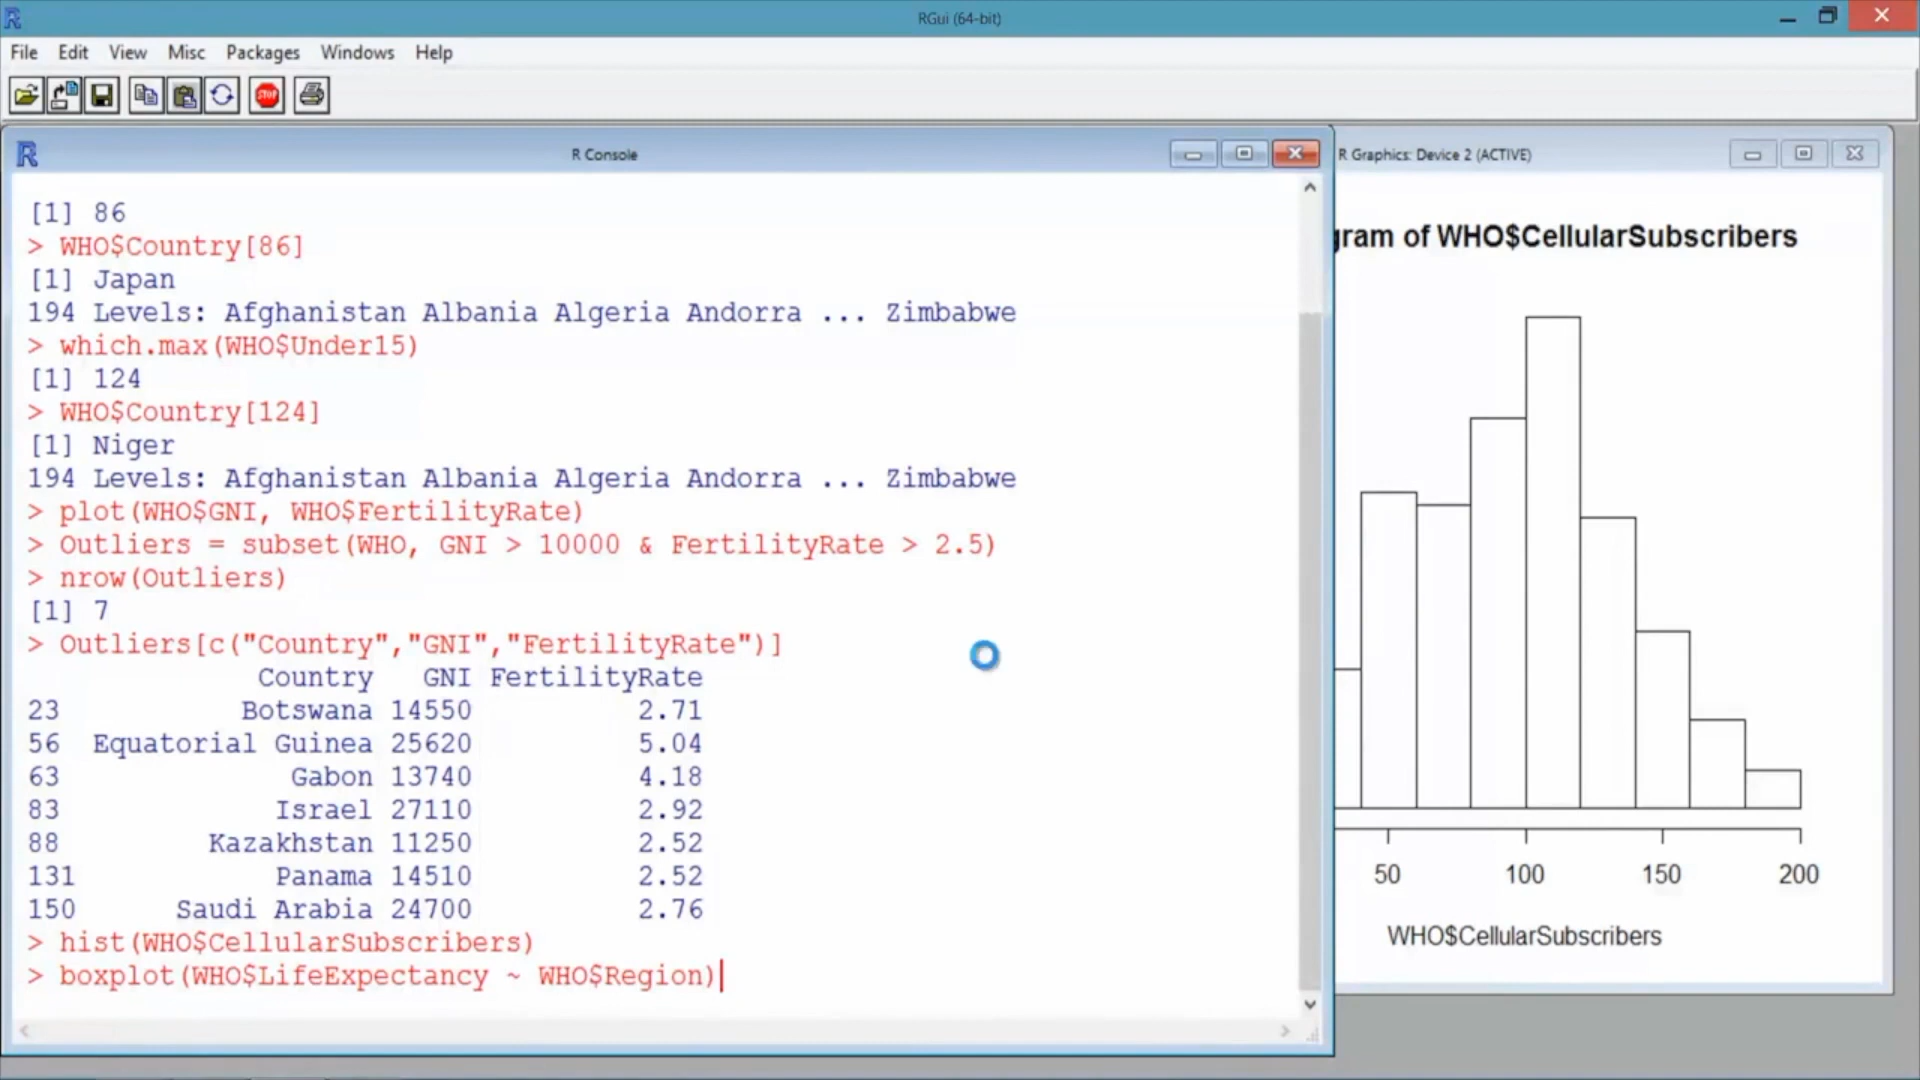 RGui (64-bit)
File Edit View Misc Packages Windows Help
STOP
R Console
[1] 86
> WHO$Country[86]
[1] Japan
194 Levels: Afghanistan Albania Algeria Andorra ... Zimbabwe
> which.max(WHO$Under15)
[1] 124
> WHO$Country[124]
[1] Niger
194 Levels: Afghanistan Albania Algeria Andorra ... Zimbabwe
> plot(WHO$GNI, WHO$FertilityRate)
> Outliers = subset(WHO, GNI > 10000 & FertilityRate > 2.5)
> nrow(Outliers)
[1] 7
> Outliers[c("Country","GNI","FertilityRate")]
Country GNI FertilityRate
23 Botswana 14550 2.71
56 Equatorial Guinea 25620 5.04
63 Gabon 13740 4.18
83 Israel 27110 2.92
88 Kazakhstan 11250 2.52
131 Panama 14510 2.52
150 Saudi Arabia 24700 2.76
> hist(WHO$CellularSubscribers)
> boxplot(WHO$LifeExpectancy ~ WHO$Region)
R Graphics: Device 2 (ACTIVE)
gram of WHO$CellularSubscribers
50 100 150 200
WHO$CellularSubscribers